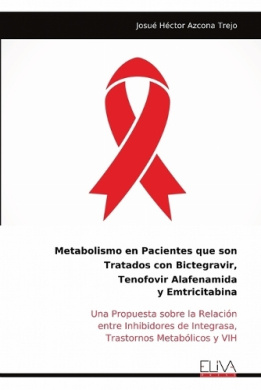 Josué Héctor Azcona Trejo
Metabolismo en Pacientes que son
Tratados con Bictegravir,
Tenofovir Alafenamida
y Emtricitabina
Una Propuesta sobre la Relación
entre Inhibidores de Integrasa,
Trastornos Metabólicos y VIH
ELIVA
PRESS